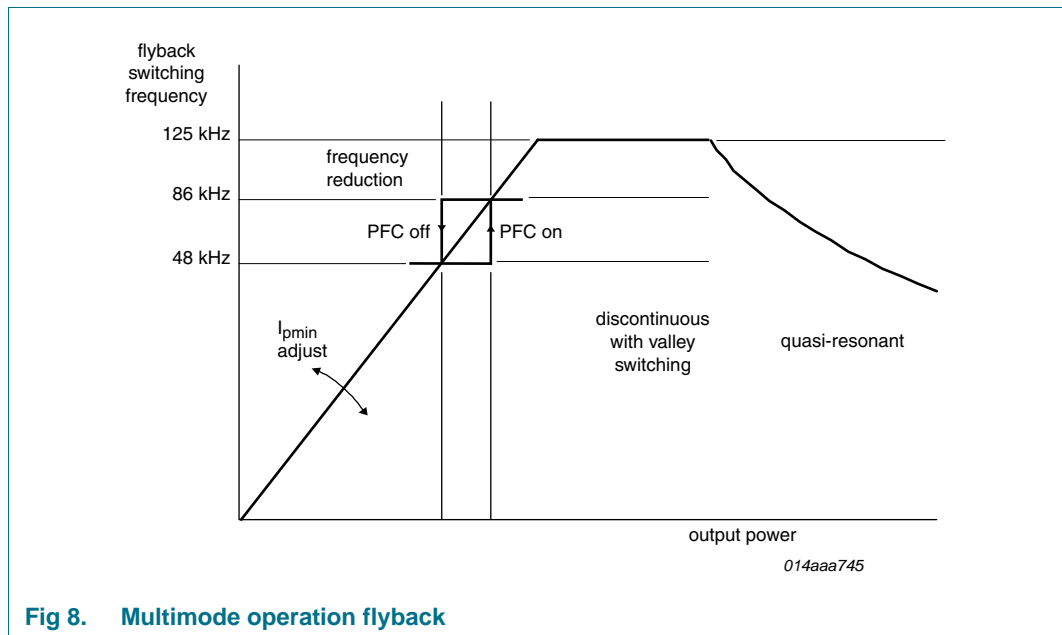 flyback
switching
frequency
125 kHz
frequency
reduction
86 kHz
PFC off
PFC on
48 kHz
Ipmin
adjust
discontinuous
with valley
switching
quasi-resonant
output power
014aaa745
Fig 8. Multimode operation flyback